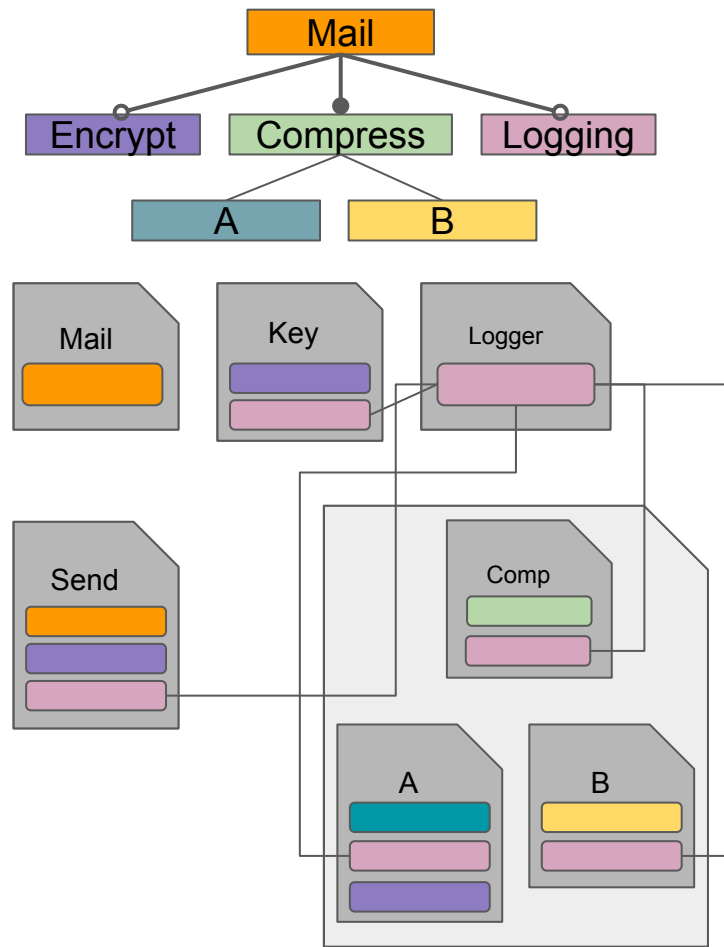 Mail
Encrypt
Compress
Logging
A
B
Mail
Key
Logger
Send
Comp
A
B